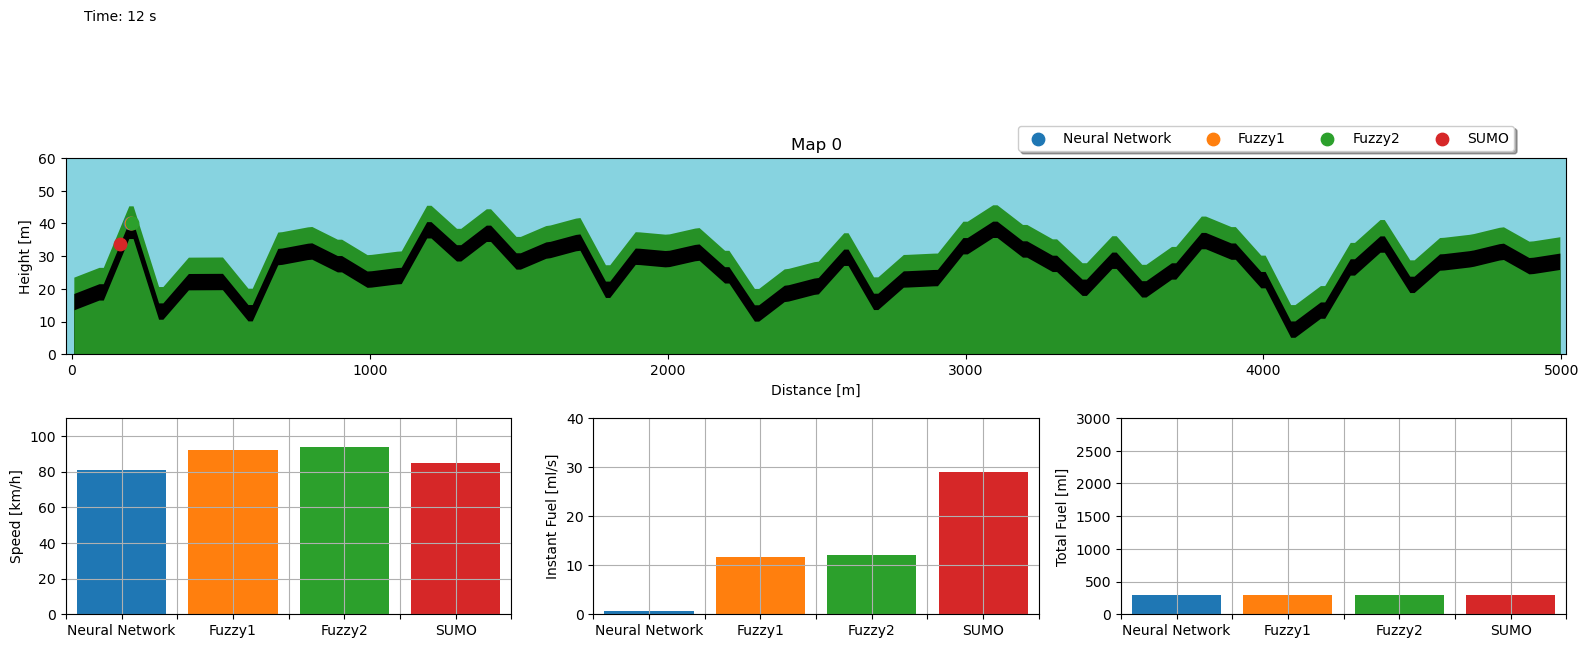 Time: 12 s
Map 0
Neural Network Fuzzy1 Fuzzy2 SUMO
Height [m]
60
50
40
30
20
10
0
0 1000 2000 3000 4000 5000
Distance [m]
Speed [km/h]
100
80
60
40
20
0
Neural Network Fuzzy1 Fuzzy2 SUMO
Instant Fuel [ml/s]
40
30
20
10
0
Neural Network Fuzzy1 Fuzzy2 SUMO
Total Fuel [ml]
3000
2500
2000
1500
1000
500
0
Neural Network Fuzzy1 Fuzzy2 SUMO